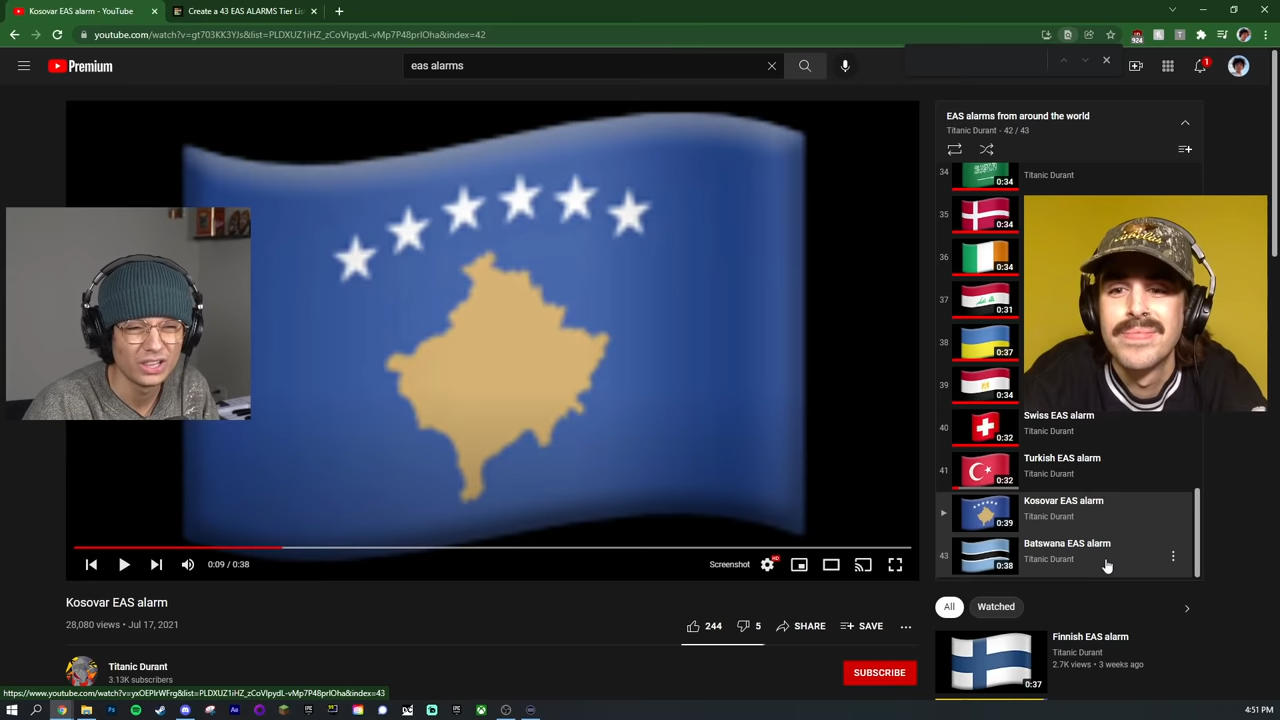 Kosovar EAS alarm - YouTube
Create a 43 EAS ALARMS Tier Lis
youtube.com/watch?v=gt703KK3YJs&list=PLDXUZ1iHZ_zCoVlpydL-vMp7P48prIOha&index=42
924
Premium
eas alarms
1
EAS alarms from around the world
Titanic Durant - 42 / 43
34
0:34
Titanic Durant
35
0:34
36
0:34
37
0:31
38
0:37
39
0:34
40
0:32
Swiss EAS alarm
Titanic Durant
41
0:32
Turkish EAS alarm
Titanic Durant
0:39
Kosovar EAS alarm
Titanic Durant
43
0:38
Batswana EAS alarm
Titanic Durant
0:09 / 0:38
Screenshot
HD
Kosovar EAS alarm
28,080 views • Jul 17, 2021
244
5
SHARE
SAVE
All
Watched
Finnish EAS alarm
Titanic Durant
2.7K views • 3 weeks ago
0:37
Titanic Durant
3.13K subscribers
SUBSCRIBE
https://www.youtube.com/watch?v=yxOEPIrWFrg&list=PLDXUZ1iHZ_zCoVlpydL-vMp7P48prIOha&index=43
4:51 PM